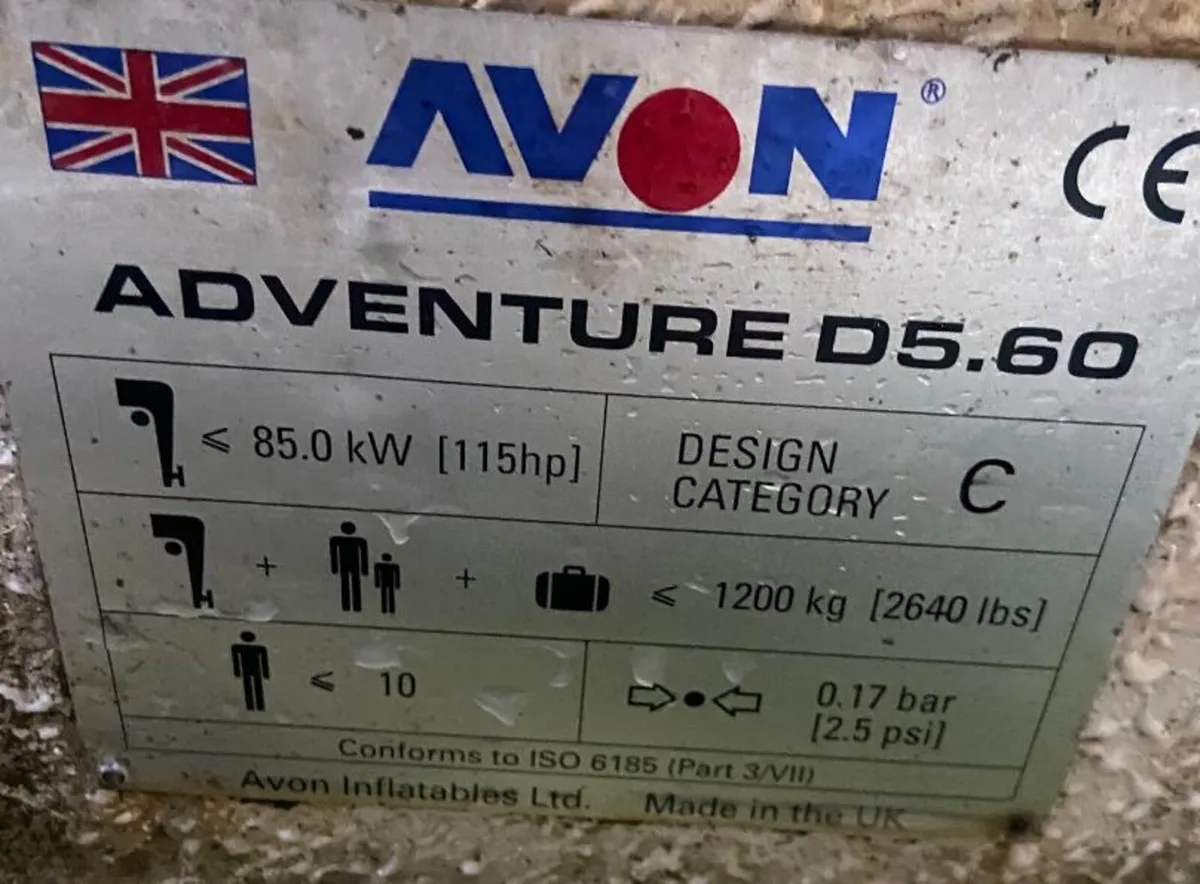 AVON ®
CE
ADVENTURE D5.60
≤ 85.0 kW [115hp]
DESIGN
CATEGORY C
+ + ≤ 1200 kg [2640 lbs]
≤ 10
0.17 bar
[2.5 psi]
Conforms to ISO 6185 (Part 3/VII)
Avon Inflatables Ltd. Made in the UK